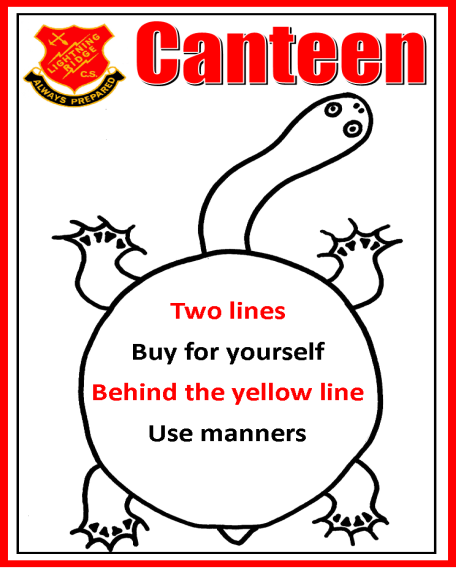 LIGHTNING
RIDGE
C.S.
ALWAYS PREPARED
Canteen
Two lines
Buy for yourself
Behind the yellow line
Use manners